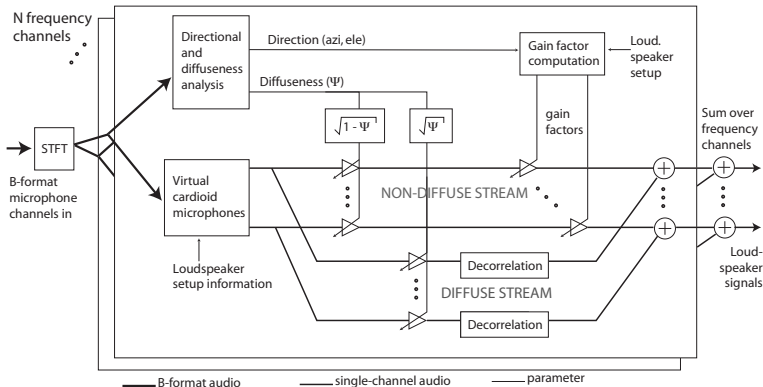 N frequency
channels
Directional
and
diffuseness
analysis
Direction (azi, ele)
Diffuseness (Ψ)
Gain factor
computation
Loud.
speaker
setup
√1 - Ψ
√Ψ
gain
factors
Sum over
frequency
channels
STFT
B-format
microphone
channels in
Virtual
cardioid
microphones
NON-DIFFUSE STREAM
Loudspeaker
setup information
Decorrelation
DIFFUSE STREAM
Decorrelation
Loud-
speaker
signals
B-format audio
single-channel audio
parameter